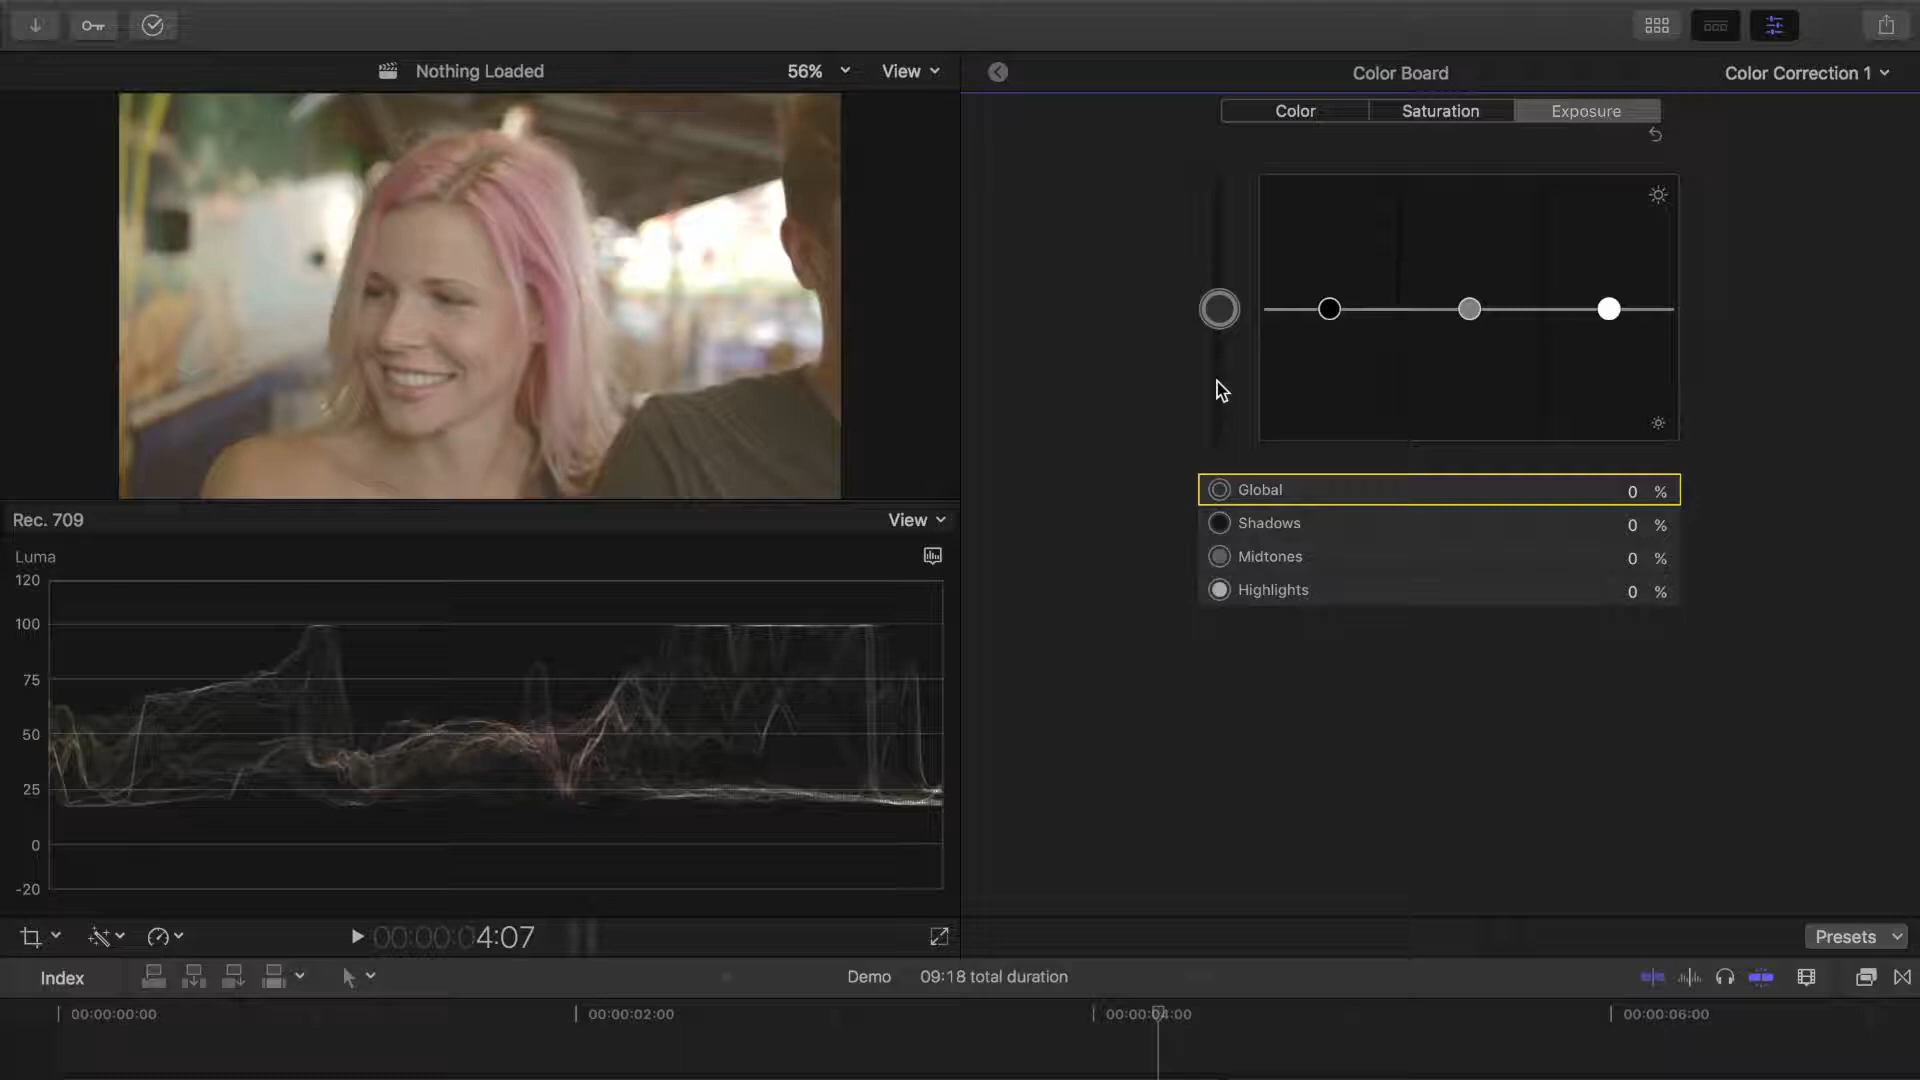 Nothing Loaded
56%
View
Color Board
Color Correction 1
Color
Saturation
Exposure
Global
0 %
Shadows
0 %
Midtones
0 %
Highlights
0 %
Rec. 709
View
Luma
120
100
75
50
25
0
-20
00:00:04:07
Presets
Index
Demo
09:18 total duration
00:00:00:00
00:00:02:00
00:00:04:00
00:00:06:00